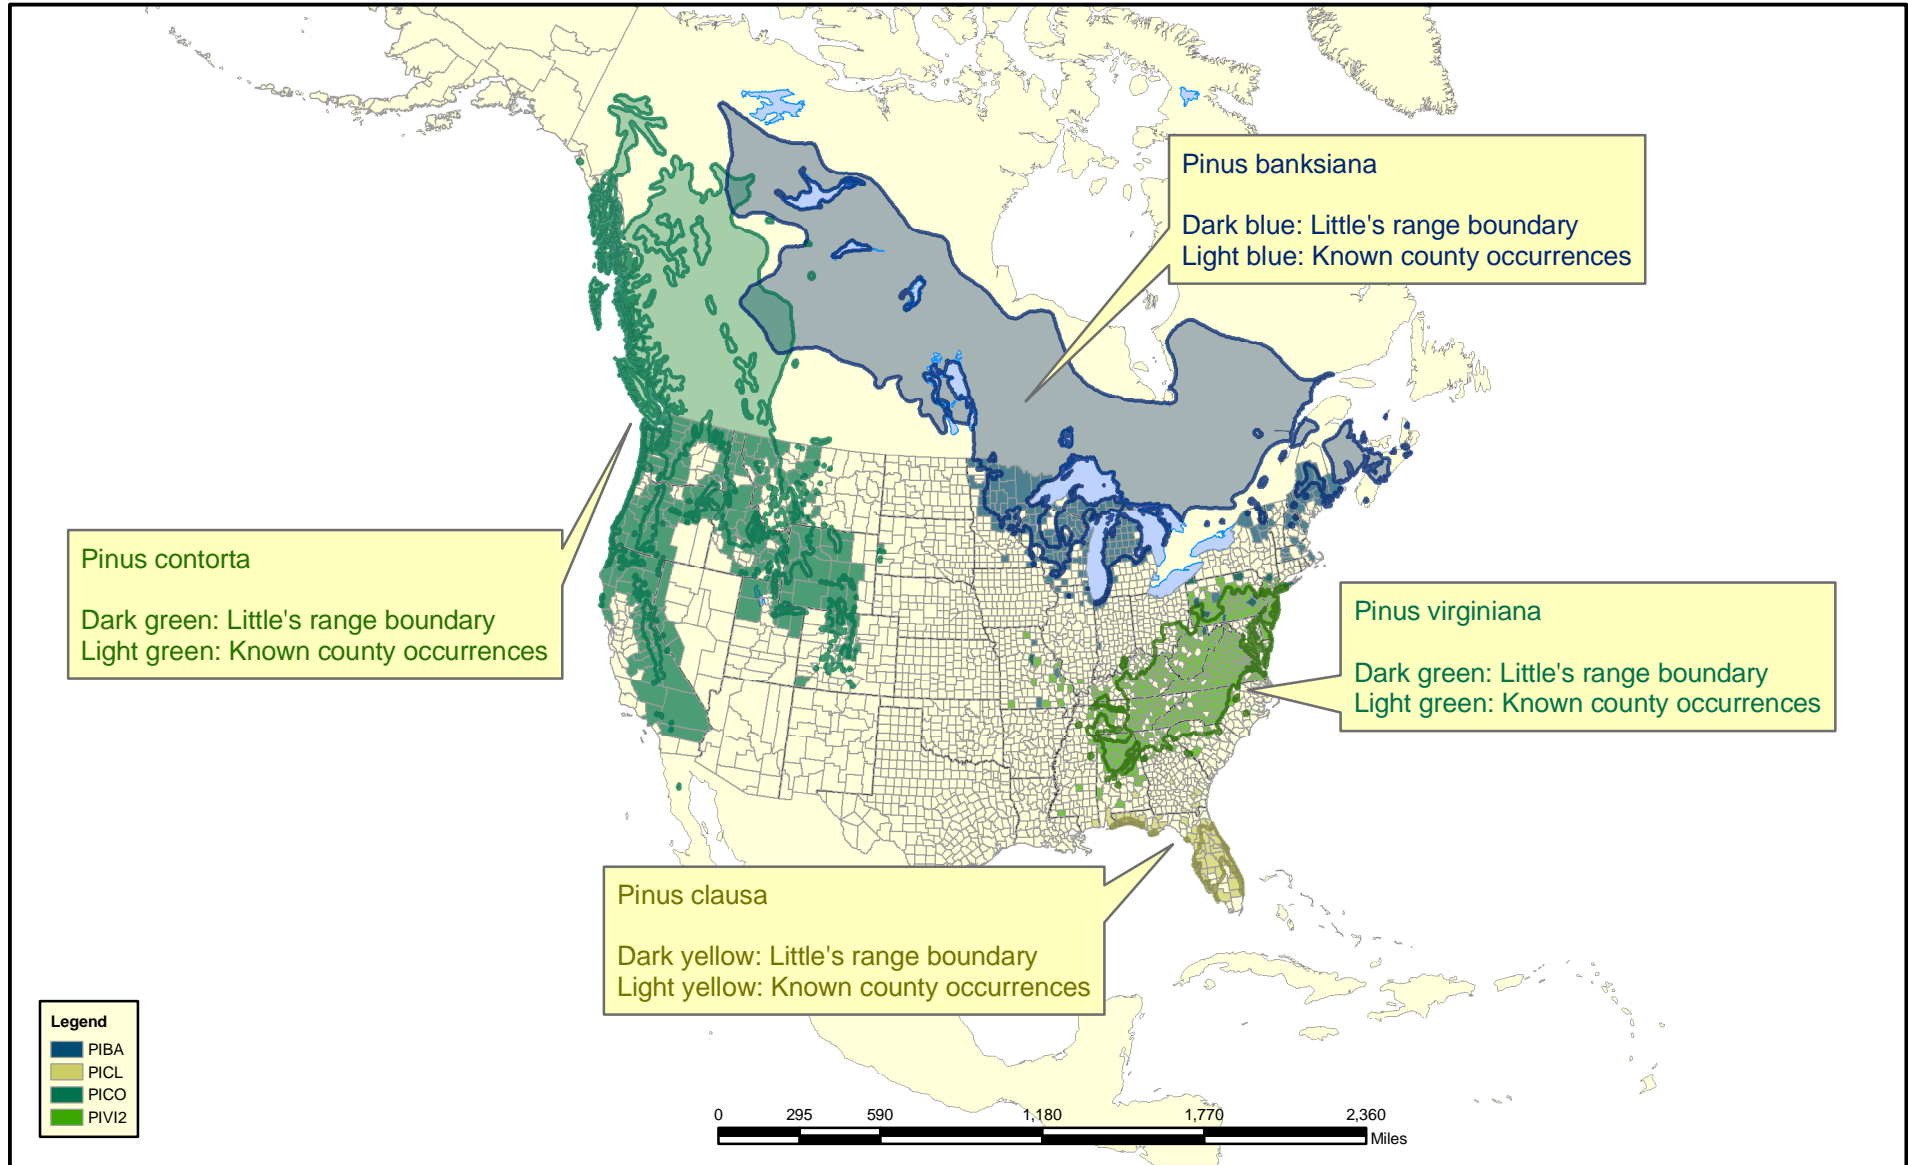 Pinus banksiana
Dark blue: Little's range boundary
Light blue: Known county occurrences
Pinus contorta
Dark green: Little's range boundary
Light green: Known county occurrences
Pinus virginiana
Dark green: Little's range boundary
Light green: Known county occurrences
Pinus clausa
Dark yellow: Little's range boundary
Light yellow: Known county occurrences
Legend
PIBA
PICL
PICO
PIVI2
0 295 590 1,180 1,770 2,360
Miles